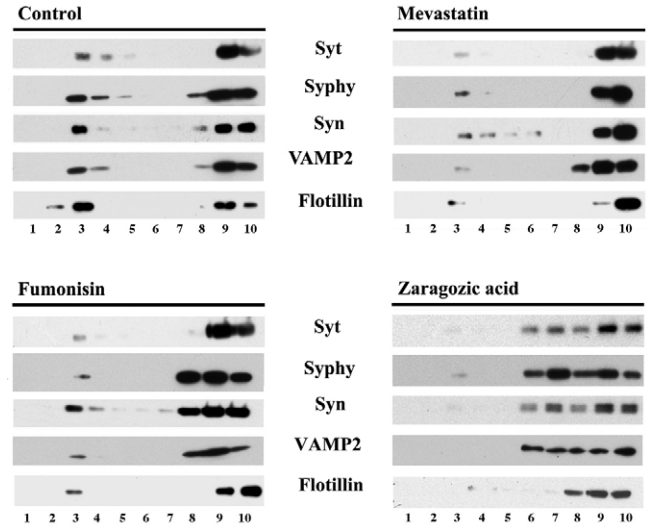 Control
Mevastatin
Syt
Syphy
Syn
VAMP2
Flotillin
1 2 3 4 5 6 7 8 9 10
1 2 3 4 5 6 7 8 9 10
Fumonisin
Zaragozic acid
Syt
Syphy
Syn
VAMP2
Flotillin
1 2 3 4 5 6 7 8 9 10
1 2 3 4 5 6 7 8 9 10